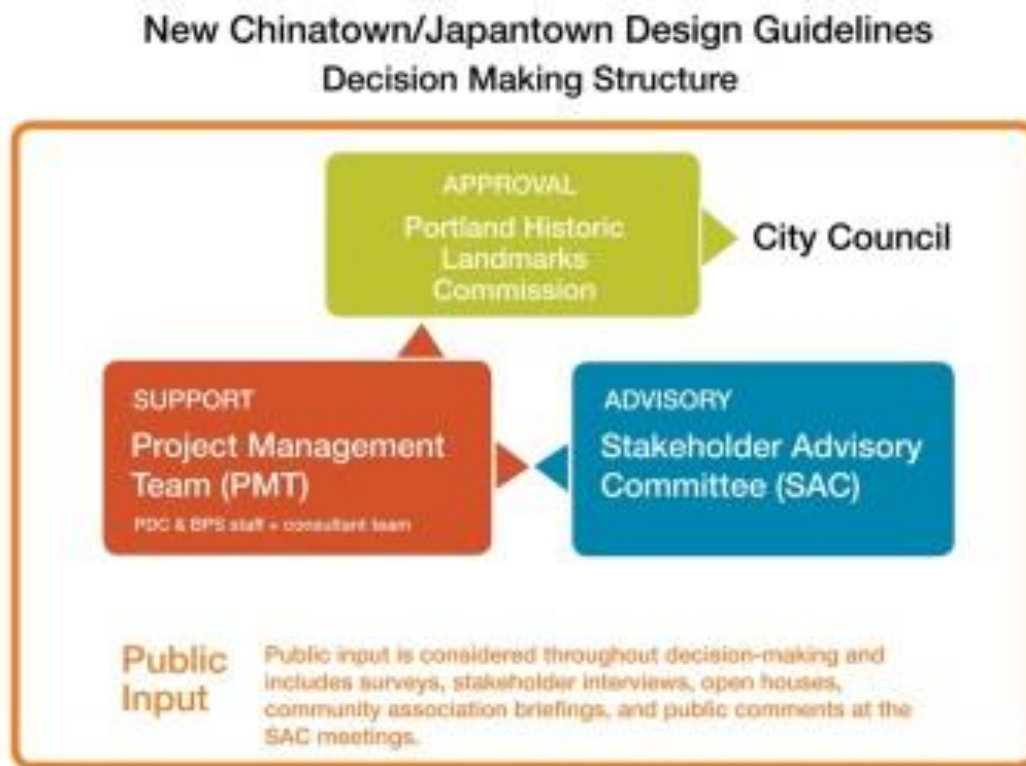 New Chinatown/Japantown Design Guidelines
Decision Making Structure
APPROVAL
Portland Historic
Landmarks
Commission
City Council
SUPPORT
Project Management
Team (PMT)
PDC & BPS staff + consultant team
ADVISORY
Stakeholder Advisory
Committee (SAC)
Public
Input
Public input is considered throughout decision-making and
includes surveys, stakeholder interviews, open houses,
community association briefings, and public comments at the
SAC meetings.